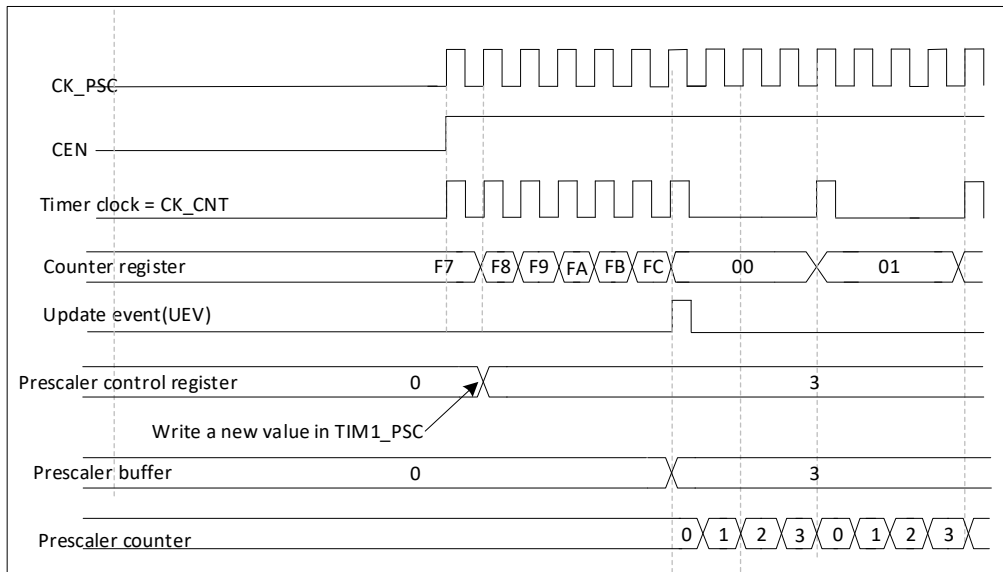 CK_PSC
CEN
Timer clock = CK_CNT
Counter register F7 F8 F9 FA FB FC 00 01
Update event(UEV)
Prescaler control register 0 3
Write a new value in TIM1_PSC
Prescaler buffer 0 3
Prescaler counter 0 1 2 3 0 1 2 3